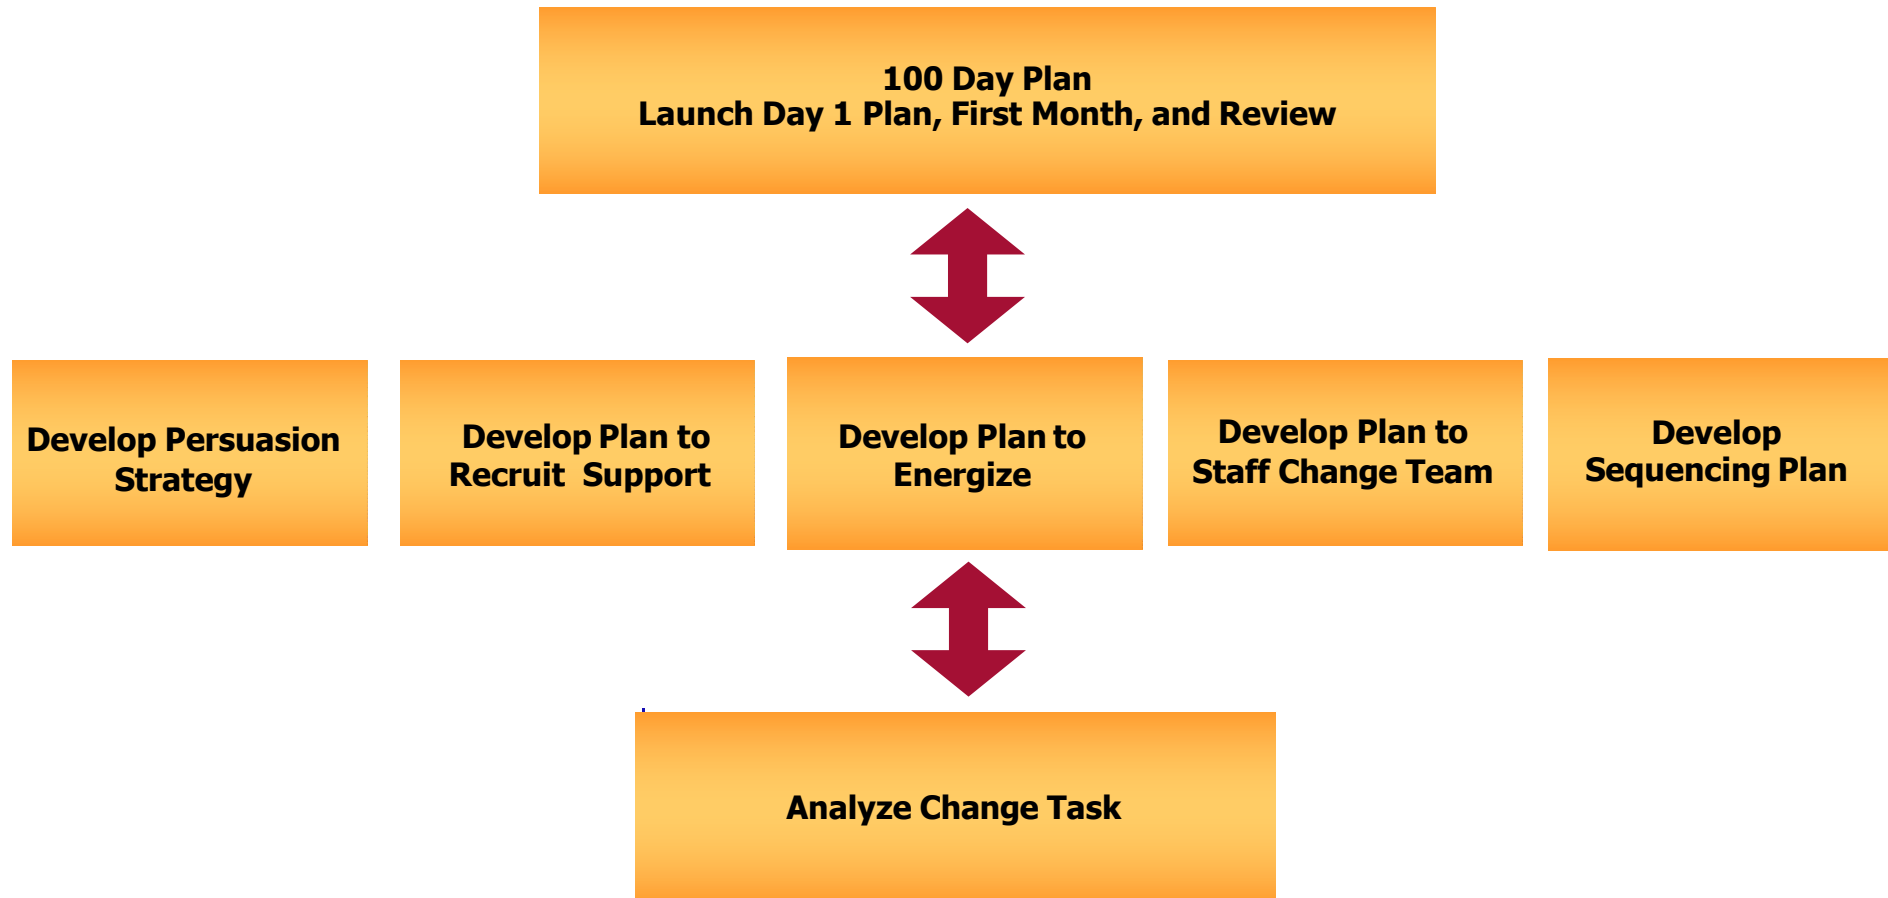 100 Day Plan
Launch Day 1 Plan, First Month, and Review
Develop Persuasion
Strategy
Develop Plan to
Recruit Support
Develop Plan to
Energize
Develop Plan to
Staff Change Team
Develop
Sequencing Plan
Analyze Change Task